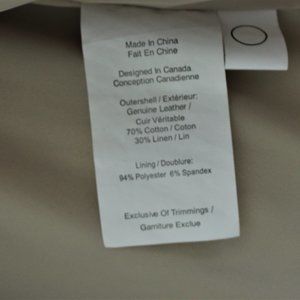 Made In China
Fait En Chine
Designed In Canada
Conception Canadienne
Outershell / Extérieur:
Genuine Leather /
Cuir Véritable
70% Cotton / Coton
30% Linen / Lin
Lining / Doublure:
94% Polyester 6% Spandex
Exclusive Of Trimmings /
Garniture Exclue